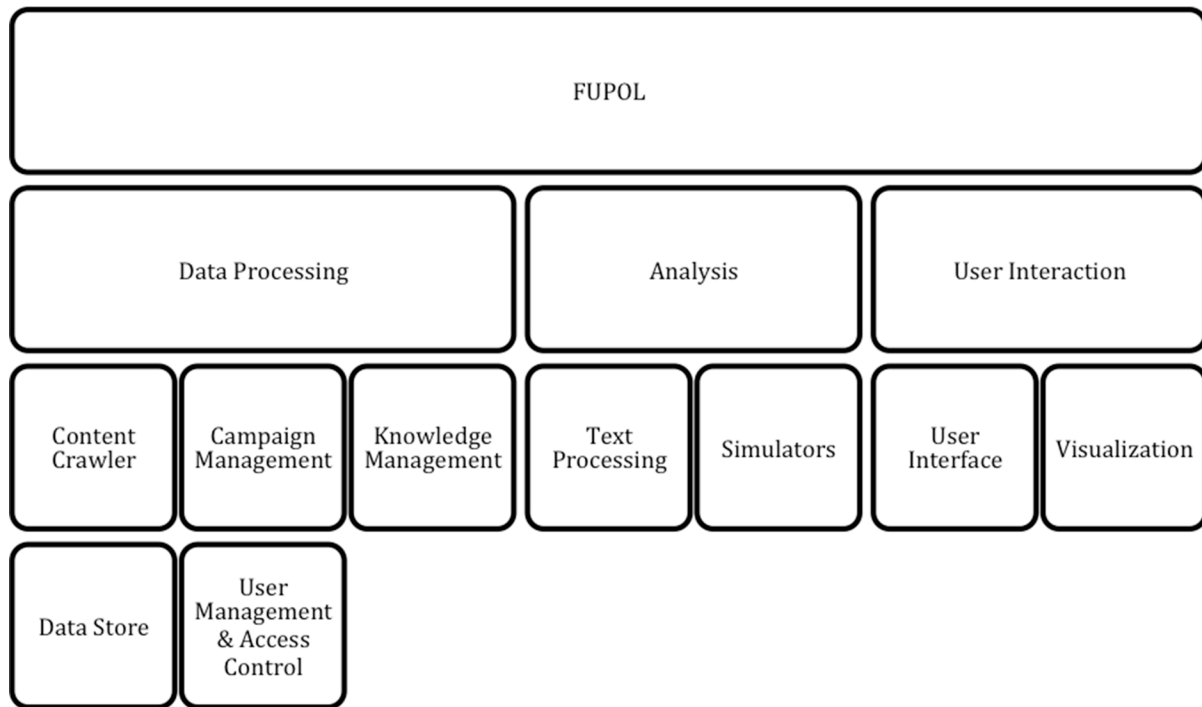 FUPOL
Data Processing
Analysis
User Interaction
Content
Crawler
Campaign
Management
Knowledge
Management
Text
Processing
Simulators
User
Interface
Visualization
Data Store
User
Management
& Access
Control